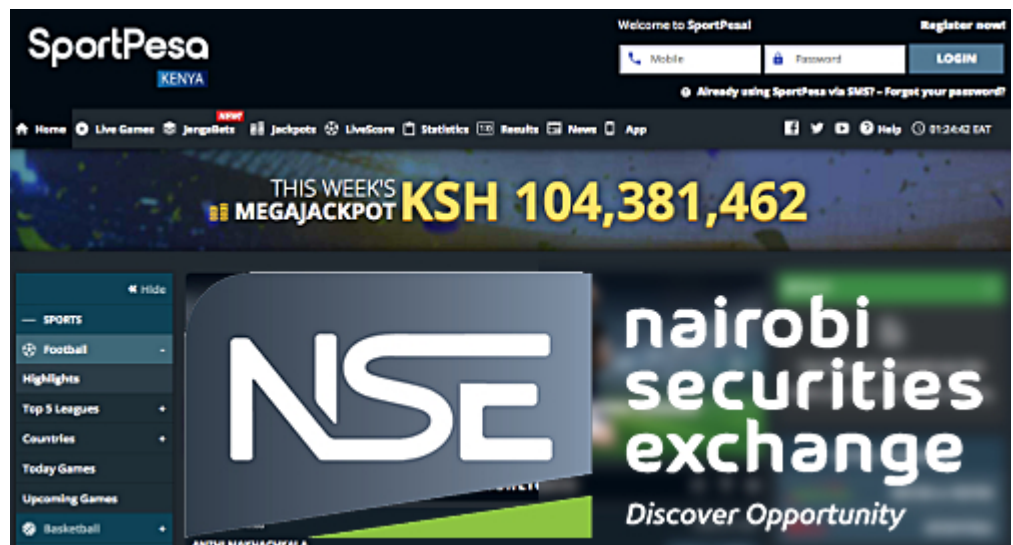 SportPesa
KENYA
Welcome to SportPesa!
Register now!
Mobile
Password
LOGIN
Already using SportPesa via SMS? – Forgot your password?
Home
Live Games
JengaBets
NEW!
Jackpots
LiveScore
Statistics
Results
News
App
Help
01:24:42 EAT
THIS WEEK'S
MEGAJACKPOT
KSH 104,381,462
Hide
SPORTS
Football -
Highlights
Top 5 Leagues +
Countries +
Today Games
Upcoming Games
Basketball +
NSE
nairobi
securities
exchange
Discover Opportunity